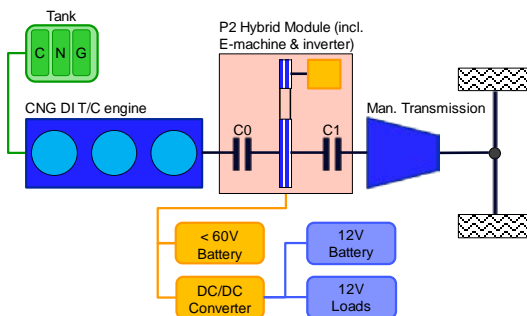 Tank
C N G
P2 Hybrid Module (incl.
E-machine & inverter)
CNG DI T/C engine
C0
C1
Man. Transmission
< 60V
Battery
12V
Battery
DC/DC
Converter
12V
Loads